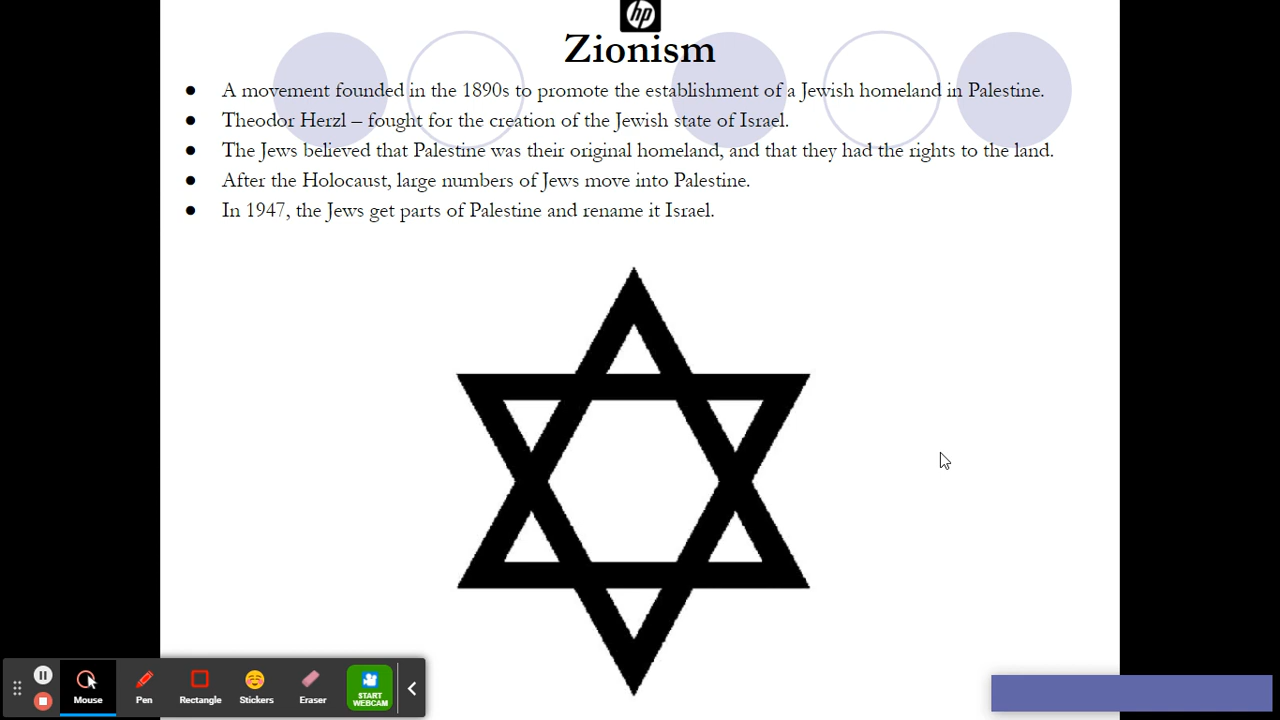 hp
Zionism
● A movement founded in the 1890s to promote the establishment of a Jewish homeland in Palestine.
● Theodor Herzl – fought for the creation of the Jewish state of Israel.
● The Jews believed that Palestine was their original homeland, and that they had the rights to the land.
● After the Holocaust, large numbers of Jews move into Palestine.
● In 1947, the Jews get parts of Palestine and rename it Israel.
Mouse Pen Rectangle Stickers Eraser START
WEBCAM